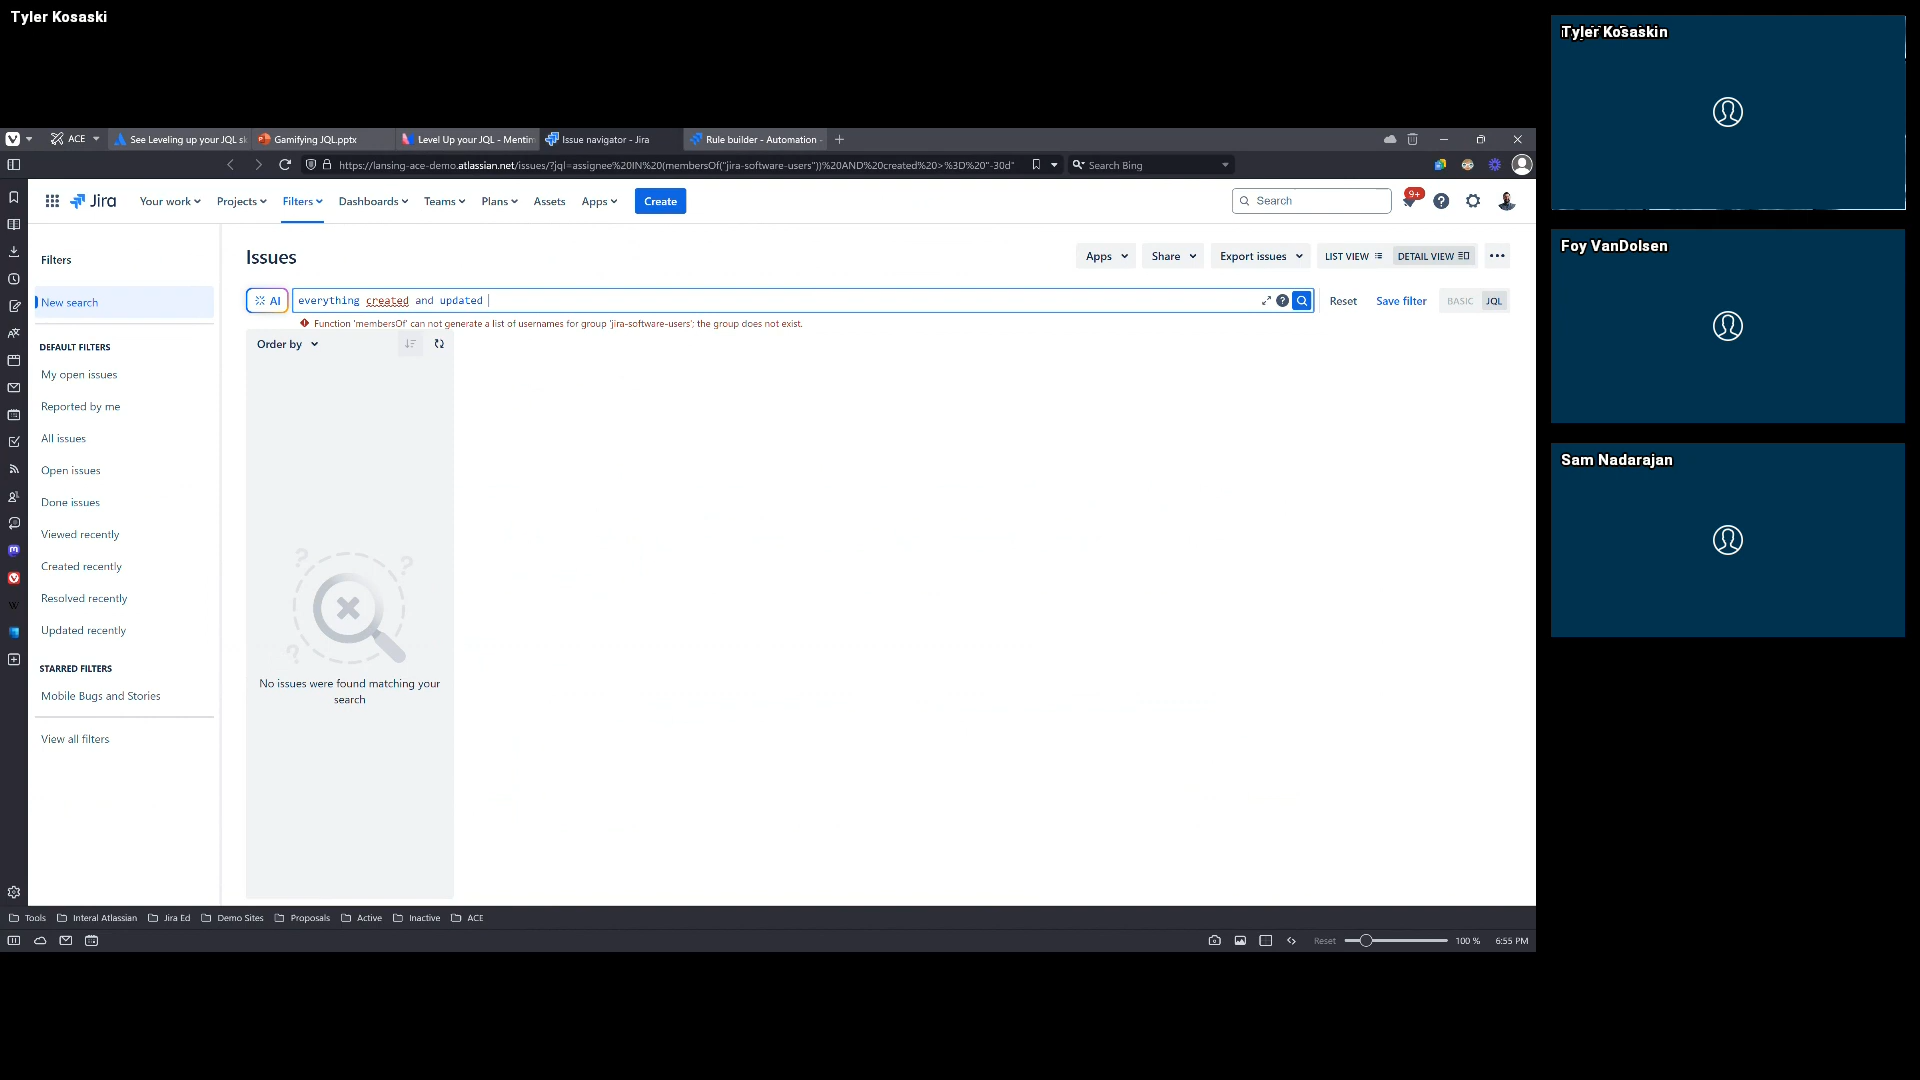 Tyler Kosaski
ACE
See Leveling up your JQL sk
Gamifying JQL.pptx
Level Up your JQL - Mentim
Issue navigator - Jira
Rule builder - Automation -
https://lansing-ace-demo.atlassian.net/issues/?jql=assignee%20IN%20(membersOf("jira-software-users"))%20AND%20created%20>%3D%20"-30d"
Search Bing
Jira
Your work
Projects
Filters
Dashboards
Teams
Plans
Assets
Apps
Create
Search
9+
Filters
New search
DEFAULT FILTERS
My open issues
Reported by me
All issues
Open issues
Done issues
Viewed recently
Created recently
Resolved recently
Updated recently
STARRED FILTERS
Mobile Bugs and Stories
View all filters
Issues
Apps
Share
Export issues
LIST VIEW
DETAIL VIEW
AI
everything created and updated
Reset
Save filter
BASIC
JQL
Function 'membersOf' can not generate a list of usernames for group 'jira-software-users'; the group does not exist.
Order by
No issues were found matching your
search
Tools
Interal Atlassian
Jira Ed
Demo Sites
Proposals
Active
Inactive
ACE
Reset
100 %
6:55 PM
Foy VanDolsen
Sam Nadarajan